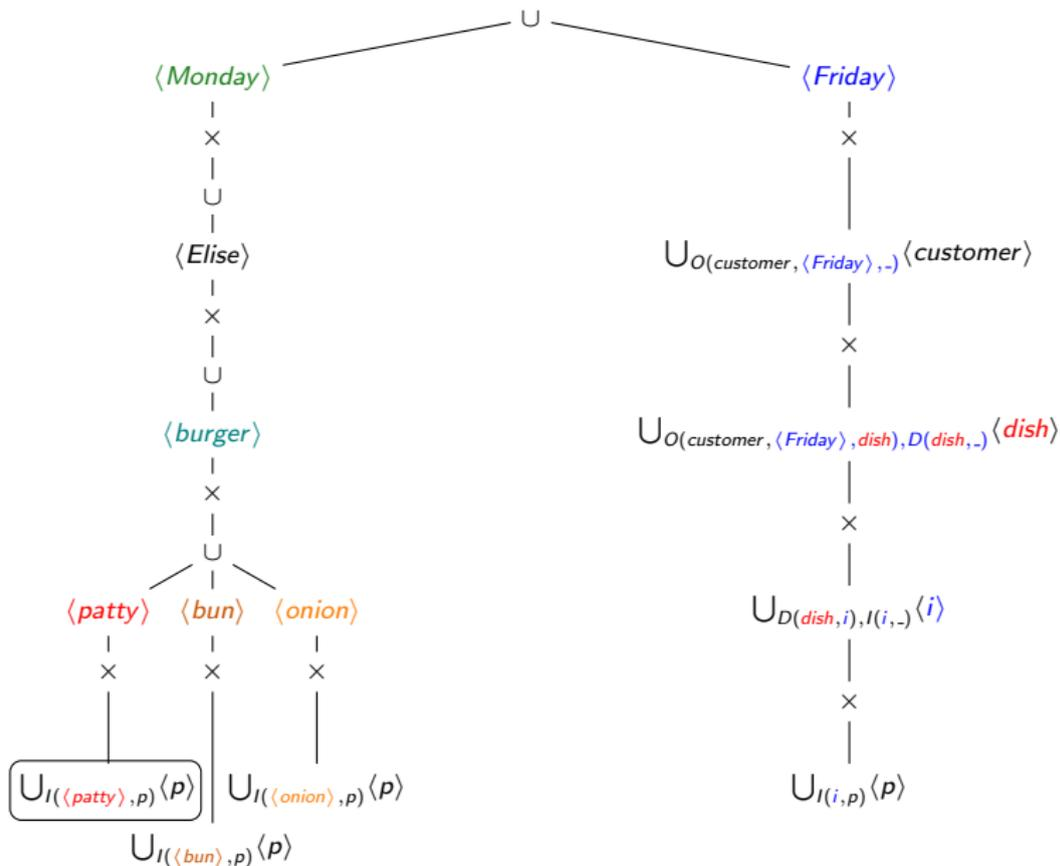 ∪
⟨Monday⟩ ⟨Friday⟩
× ×
∪
⟨Elise⟩ ⋃O(customer,⟨Friday⟩,_)⟨customer⟩
× ×
∪
⟨burger⟩ ⋃O(customer,⟨Friday⟩,dish),D(dish,_)⟨dish⟩
× ×
∪
⟨patty⟩ ⟨bun⟩ ⟨onion⟩ ⋃D(dish,i),I(i,_)⟨i⟩
× × × ×
⋃I(⟨patty⟩,p)⟨p⟩ ⋃I(⟨onion⟩,p)⟨p⟩ ⋃I(i,p)⟨p⟩
⋃I(⟨bun⟩,p)⟨p⟩